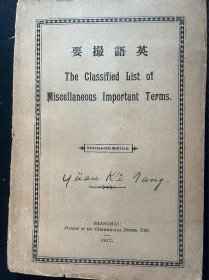 要撮語英
The Classified List of
Miscellaneous Important Terms.
Thirteenth Edition.
Yüan K'ê Tang.
SHANGHAI:
Printed at the COMMERCIAL PRESS, LTD.
1917.